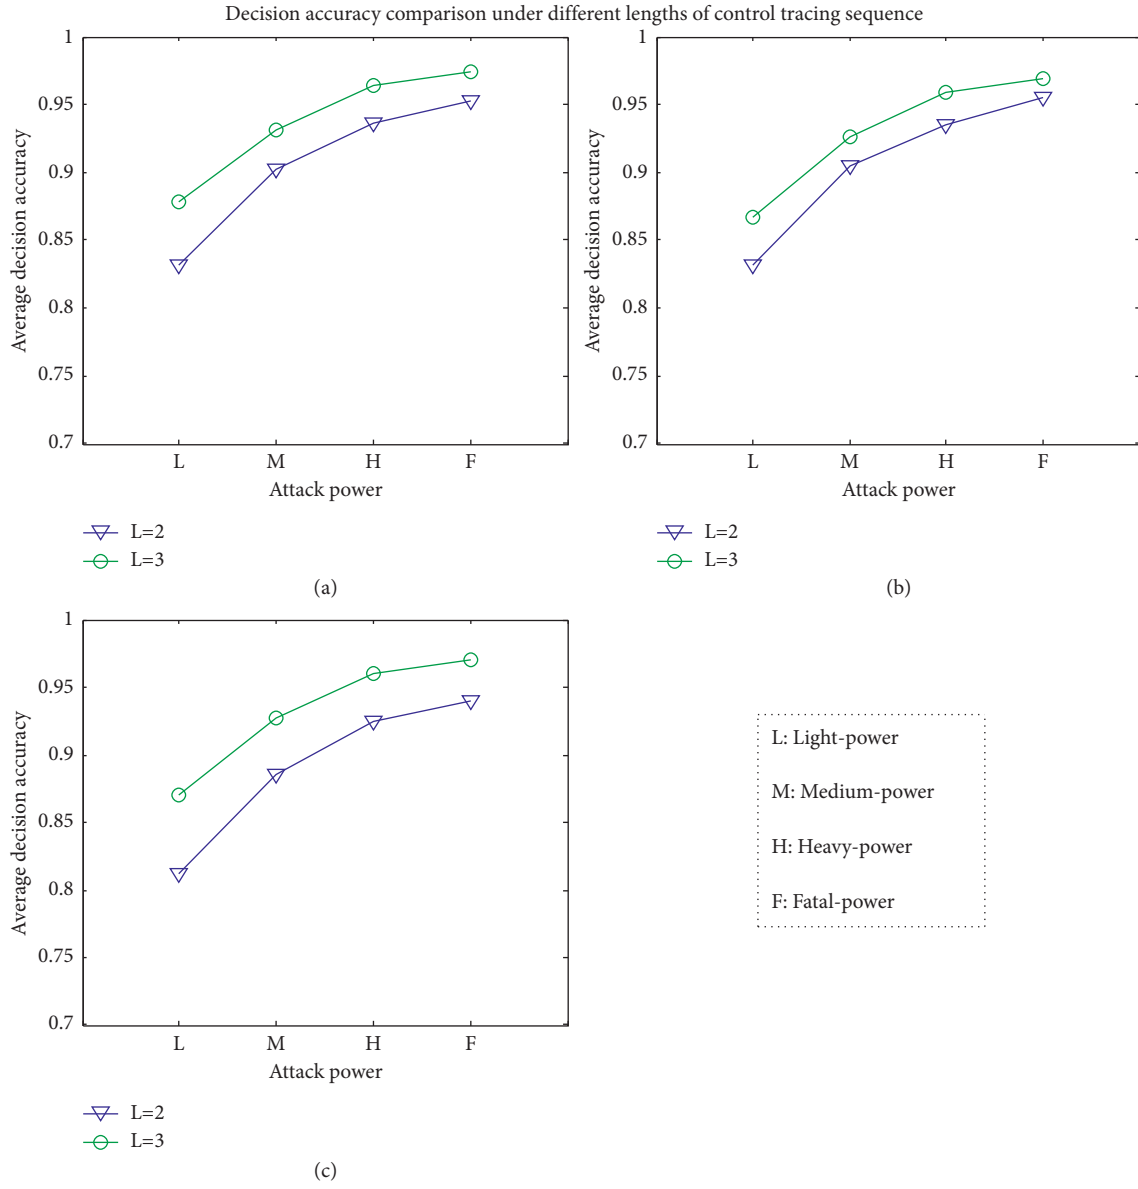 Decision accuracy comparison under different lengths of control tracing sequence
1
0.95
0.9
0.85
0.8
0.75
0.7
Average decision accuracy
L M H F
Attack power
L=2
L=3
(a)
1
0.95
0.9
0.85
0.8
0.75
0.7
Average decision accuracy
L M H F
Attack power
L=2
L=3
(b)
1
0.95
0.9
0.85
0.8
0.75
0.7
Average decision accuracy
L M H F
Attack power
L=2
L=3
(c)
L: Light-power
M: Medium-power
H: Heavy-power
F: Fatal-power